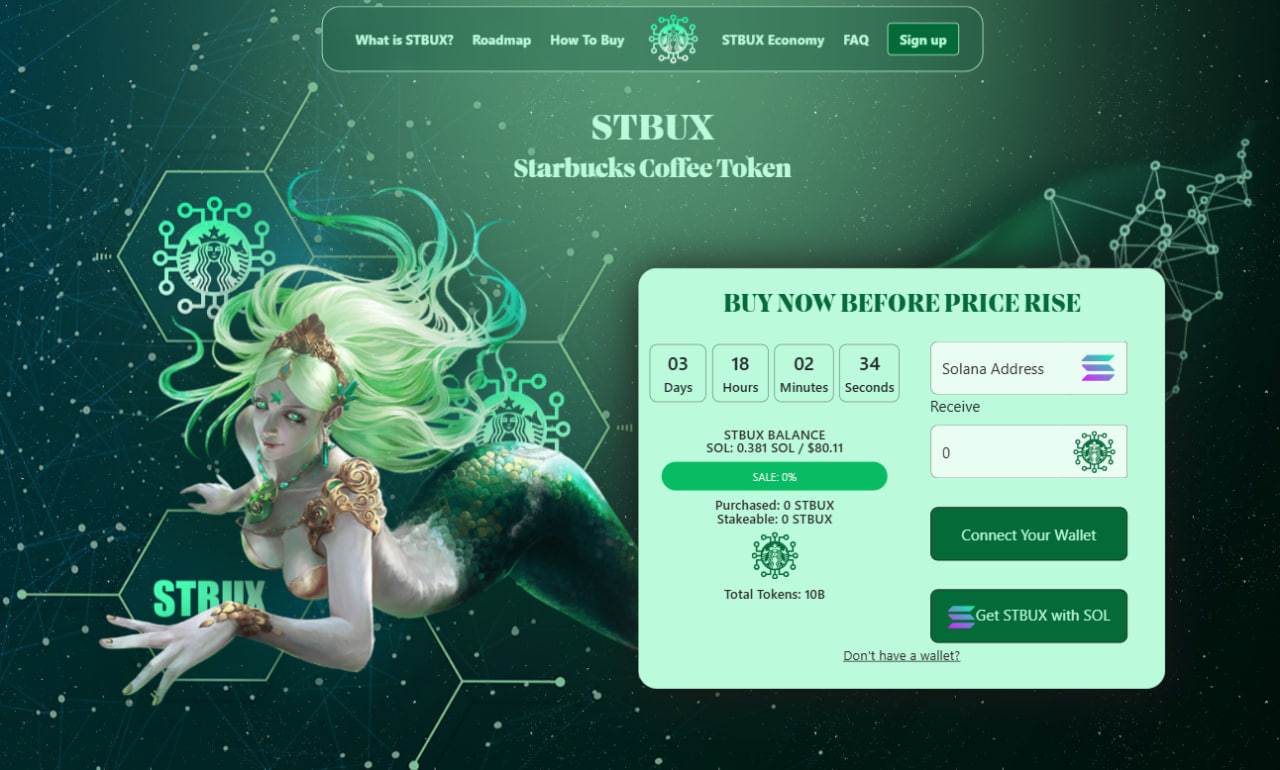 What is STBUX? Roadmap How To Buy STBUX Economy FAQ Sign up
STBUX
Starbucks Coffee Token
BUY NOW BEFORE PRICE RISE
03 18 02 34
Days Hours Minutes Seconds
STBUX BALANCE
SOL: 0.381 SOL / $80.11
SALE: 0%
Purchased: 0 STBUX
Stakeable: 0 STBUX
Total Tokens: 10B
Solana Address
Receive
0
Connect Your Wallet
Get STBUX with SOL
Don't have a wallet?
STBUX